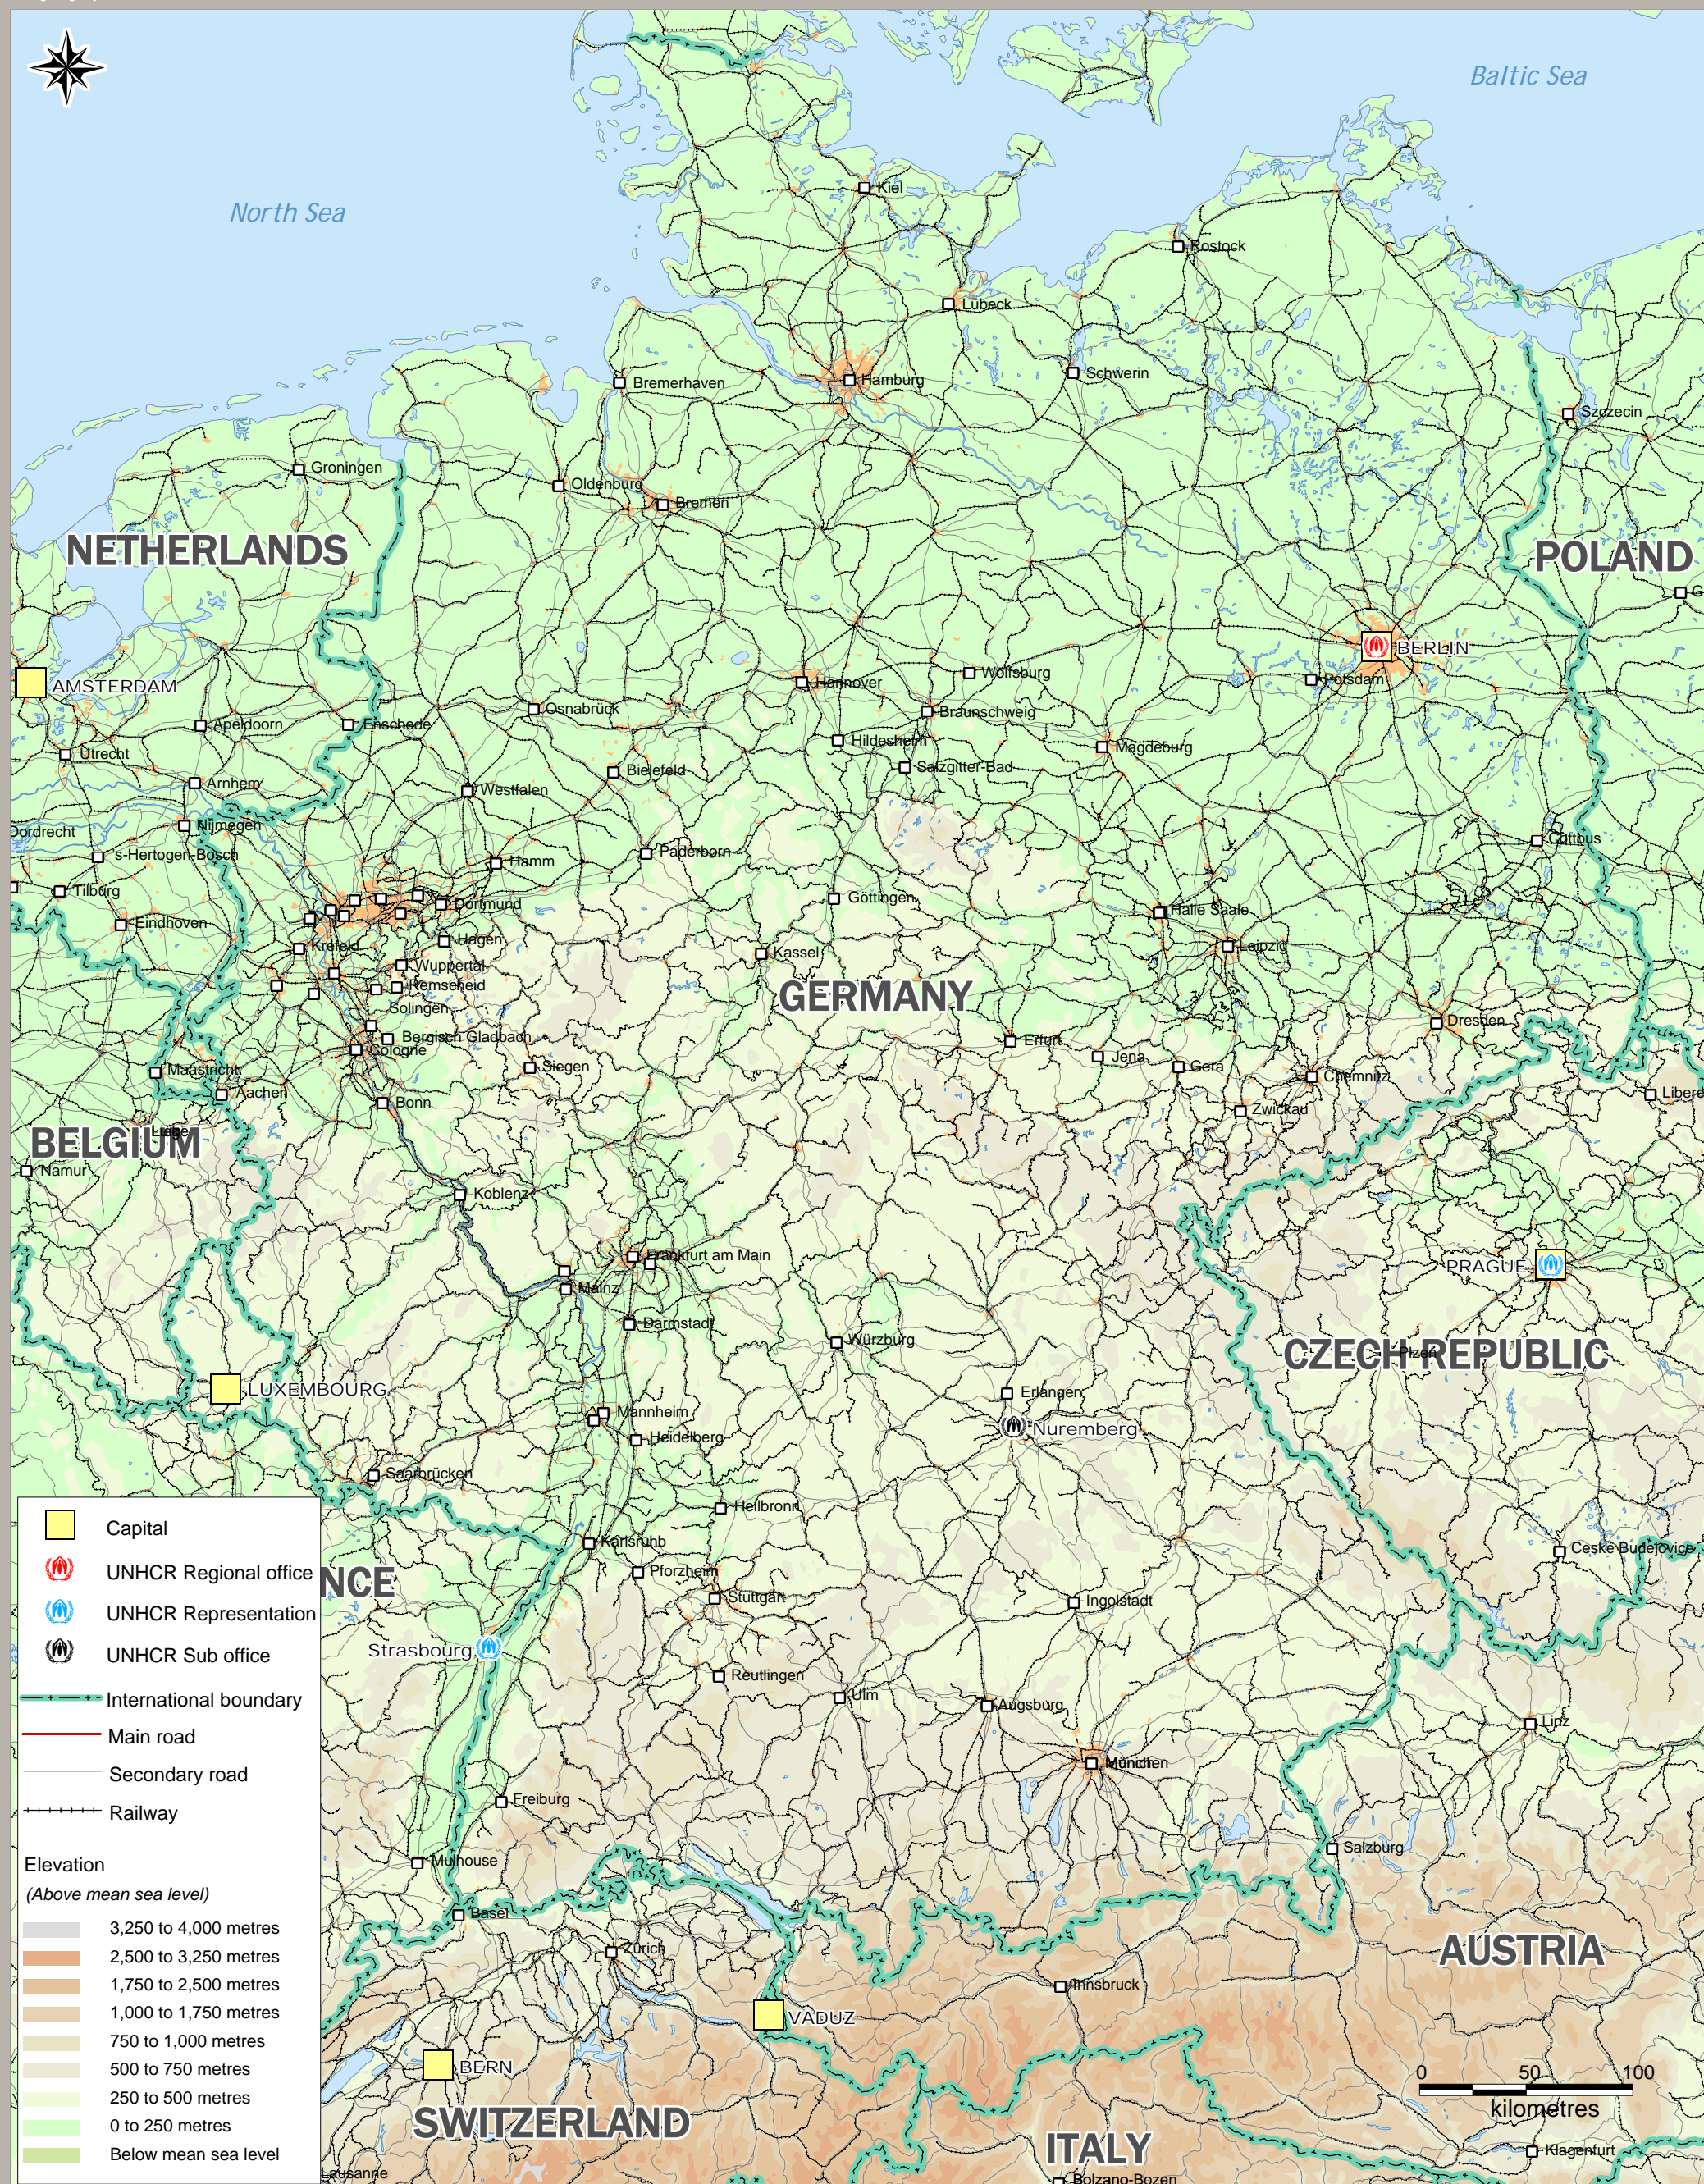 Baltic Sea
North Sea
Kiel
Rostock
Lübeck
Hamburg
Schwerin
Bremerhaven
Szczecin
Groningen
Oldenburg
Bremen
NETHERLANDS
POLAND
G
BERLIN
Potsdam
AMSTERDAM
Hannover
Wolfsburg
Osnabrück
Braunschweig
Apeldoorn
Enschede
Hildesheim
Magdeburg
Utrecht
Salzgitter-Bad
Bielefeld
Arnhem
Westfalen
Nijmegen
Dordrecht
Cottbus
's-Hertogen-Bosch
Paderborn
Hamm
Tilburg
Göttingen
Dortmund
Halle Saale
Eindhoven
Hagen
Krefeld
Leipzig
Kassel
Wuppertal
Remscheid
GERMANY
Solingen
Dresden
Bergisch Gladbach
Erfurt
Cologne
Jena
Siegen
Gera
Maastricht
Chemnitz
Aachen
Libere
Bonn
Zwickau
BELGIUM
Namur
Koblenz
Frankfurt am Main
PRAGUE
Mainz
Darmstadt
Würzburg
CZECH REPUBLIC
Plzen
LUXEMBOURG
Erlangen
Mannheim
Nuremberg
Heidelberg
Saarbrücken
Heilbronn
Karlsruhb
Ceské Budejovice
Pforzheim
NCE
Stuttgart
Ingolstadt
Strasbourg
Reutlingen
Ulm
Augsburg
Linz
München
Freiburg
Salzburg
Mulhouse
Basel
Zürich
AUSTRIA
Innsbruck
VADUZ
BERN
SWITZERLAND
ITALY
Klagenfurt
Lausanne
Bolzano-Bozen
Capital
UNHCR Regional office
UNHCR Representation
UNHCR Sub office
International boundary
Main road
Secondary road
Railway
Elevation
(Above mean sea level)
3,250 to 4,000 metres
2,500 to 3,250 metres
1,750 to 2,500 metres
1,000 to 1,750 metres
750 to 1,000 metres
500 to 750 metres
250 to 500 metres
0 to 250 metres
Below mean sea level
0 50 100
kilometres